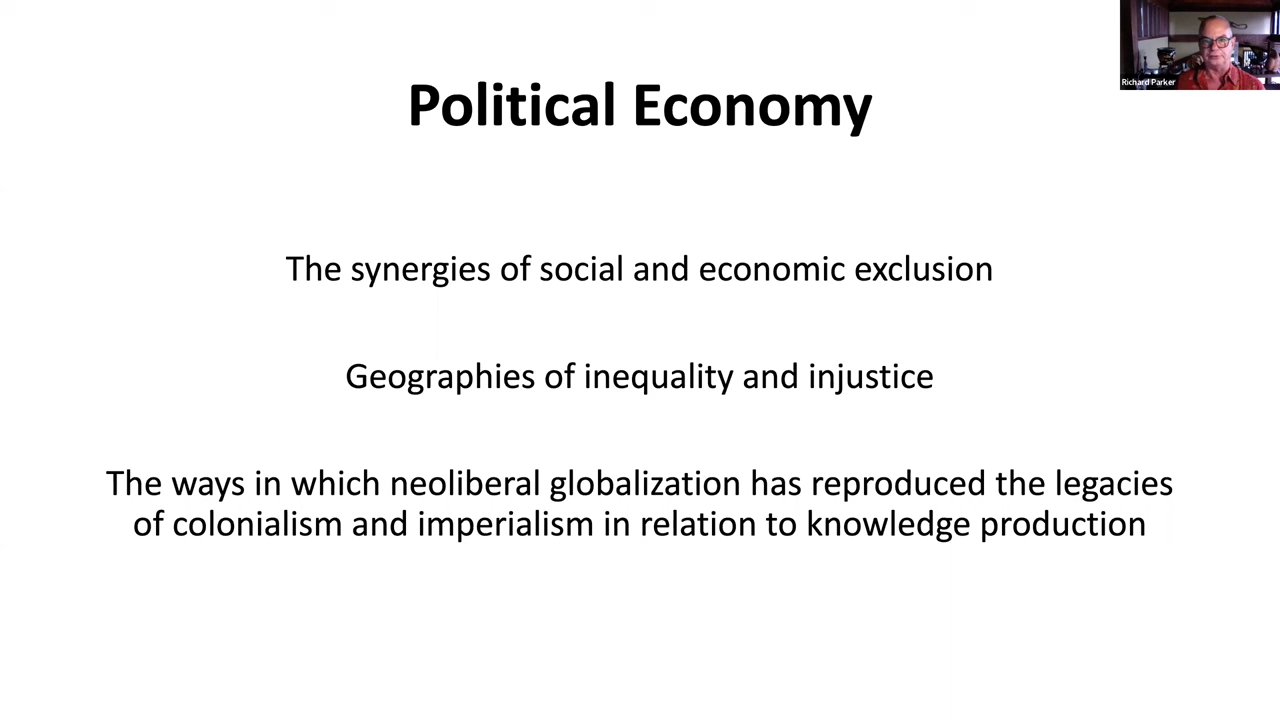 Richard Parker
Political Economy
The synergies of social and economic exclusion
Geographies of inequality and injustice
The ways in which neoliberal globalization has reproduced the legacies
of colonialism and imperialism in relation to knowledge production